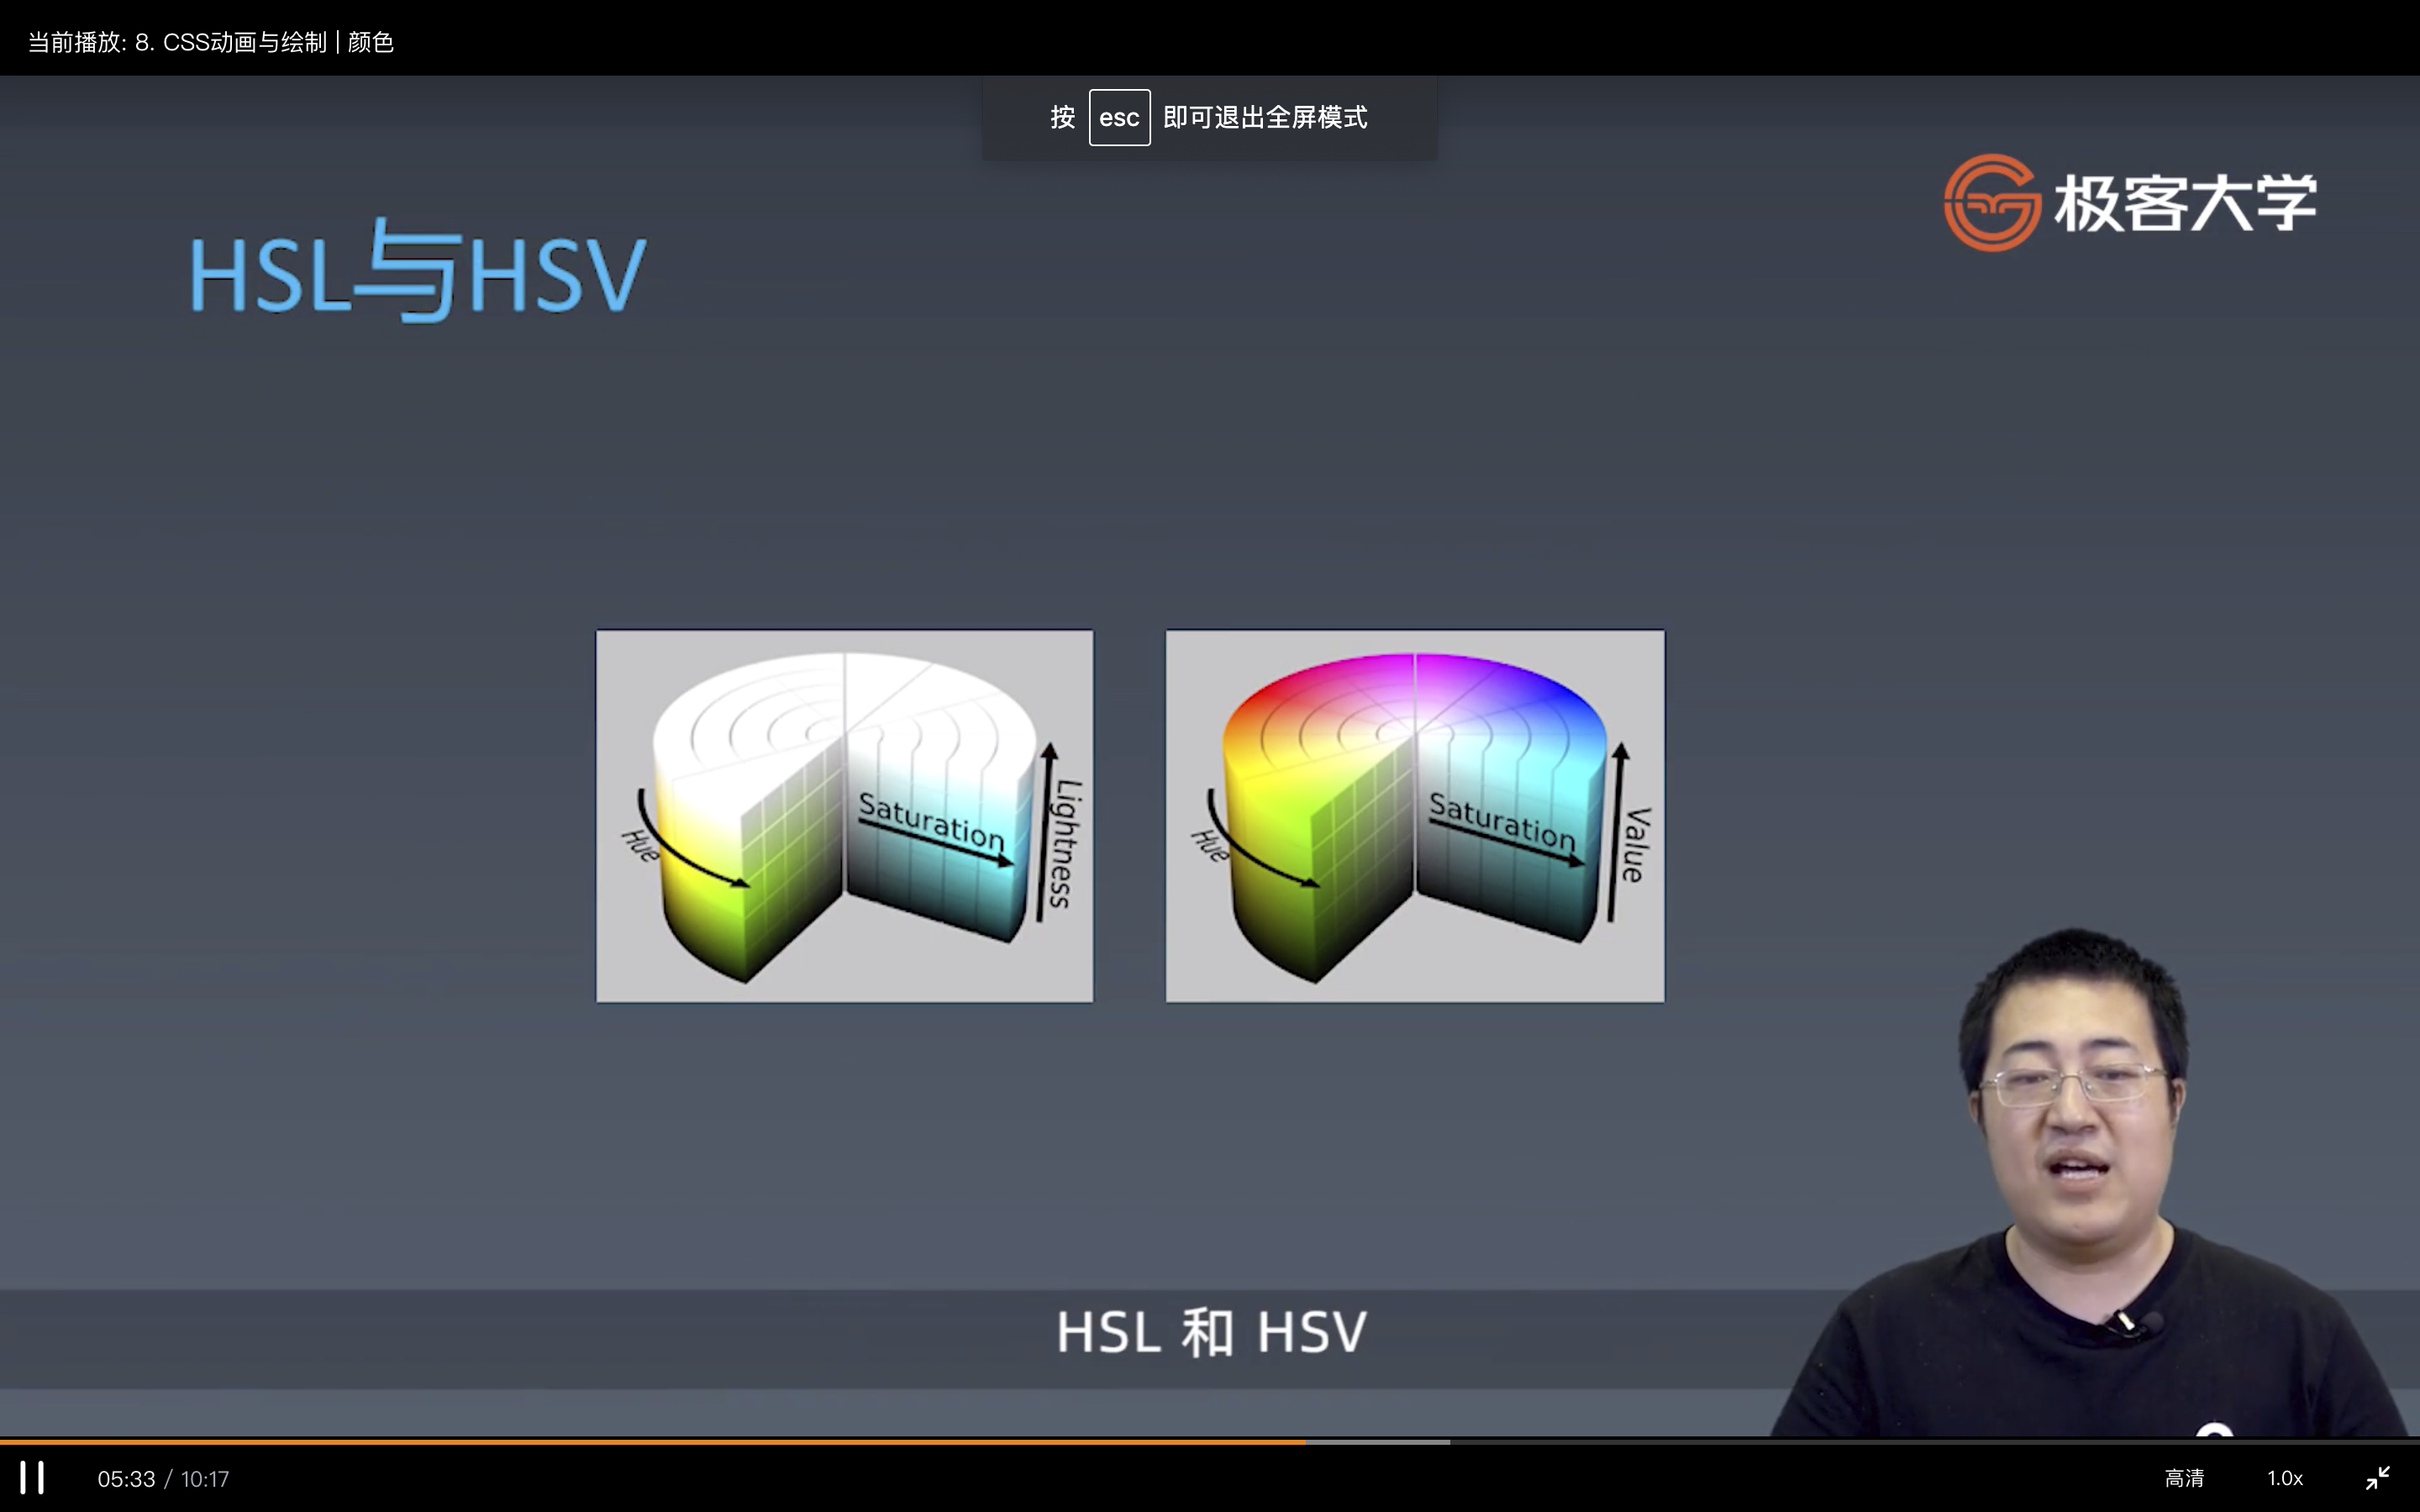 当前播放: 8. CSS动画与绘制 | 颜色
按 esc 即可退出全屏模式
极客大学
HSL与HSV
Hue
Saturation
Lightness
Hue
Saturation
Value
HSL 和 HSV
05:33 / 10:17
高清
1.0x